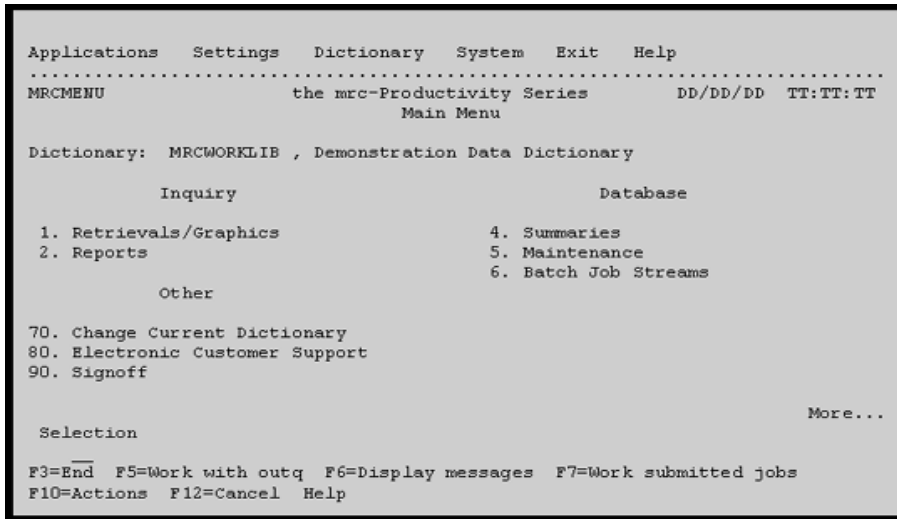 Applications Settings Dictionary System Exit Help
MRCMENU the mrc-Productivity Series DD/DD/DD TT:TT:TT
Main Menu
Dictionary: MRCWORKLIB , Demonstration Data Dictionary
Inquiry Database
1. Retrievals/Graphics 4. Summaries
2. Reports 5. Maintenance
6. Batch Job Streams
Other
70. Change Current Dictionary
80. Electronic Customer Support
90. Signoff
More...
Selection
F3=End F5=Work with outq F6=Display messages F7=Work submitted jobs
F10=Actions F12=Cancel Help